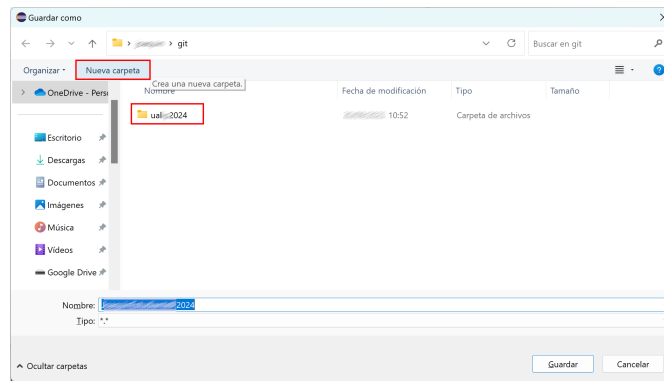 Guardar como
git
Buscar en git
Organizar
Nueva carpeta
OneDrive - Perso
Nombre
Fecha de modificación
Tipo
Tamaño
Crea una nueva carpeta.
2024
10:52
Carpeta de archivos
Escritorio
Descargas
Documentos
Imágenes
Música
Vídeos
Google Drive
Nombre: 2024
Tipo: *.*
Ocultar carpetas
Guardar
Cancelar